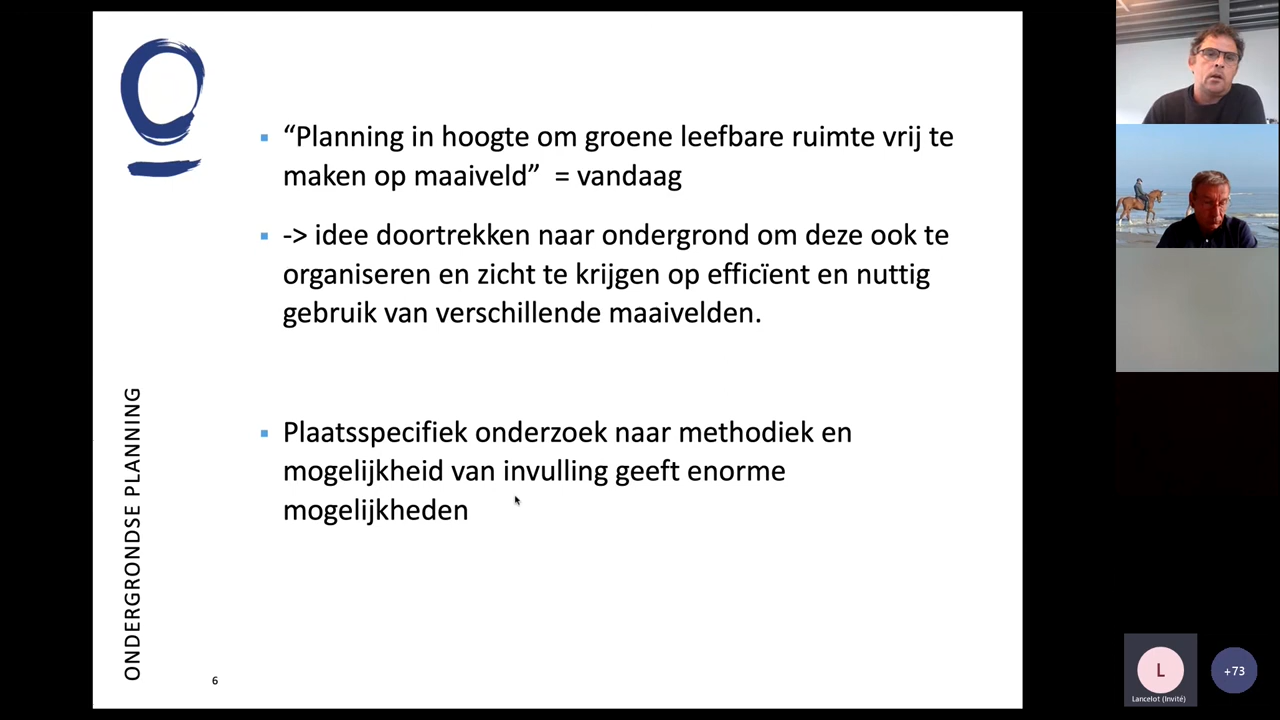 “Planning in hoogte om groene leefbare ruimte vrij te
maken op maaiveld” = vandaag
-> idee doortrekken naar ondergrond om deze ook te
organiseren en zicht te krijgen op efficïent en nuttig
gebruik van verschillende maaivelden.
Plaatsspecifiek onderzoek naar methodiek en
mogelijkheid van invulling geeft enorme
mogelijkheden
ONDERGRONDSE PLANNING
6
L
Lancelot (Invité)
+73